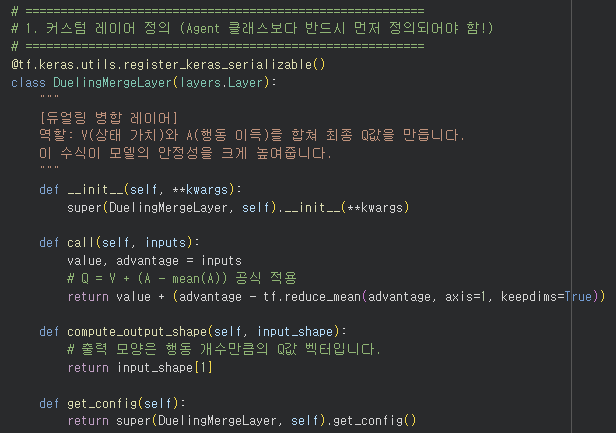 # =====================================================
# 1. 커스텀 레이어 정의 (Agent 클래스보다 반드시 먼저 정의되어야 함!)
# =====================================================
@tf.keras.utils.register_keras_serializable()
class DuelingMergeLayer(layers.Layer):
    """
    [듀얼링 병합 레이어]
    역할: V(상태 가치)와 A(행동 이득)를 합쳐 최종 Q값을 만듭니다.
    이 수식이 모델의 안정성을 크게 높여줍니다.
    """
    def __init__(self, **kwargs):
        super(DuelingMergeLayer, self).__init__(**kwargs)
    def call(self, inputs):
        value, advantage = inputs
        # Q = V + (A - mean(A)) 공식 적용
        return value + (advantage - tf.reduce_mean(advantage, axis=1, keepdims=True))
    def compute_output_shape(self, input_shape):
        # 출력 모양은 행동 개수만큼의 Q값 벡터입니다.
        return input_shape[1]
    def get_config(self):
        return super(DuelingMergeLayer, self).get_config()